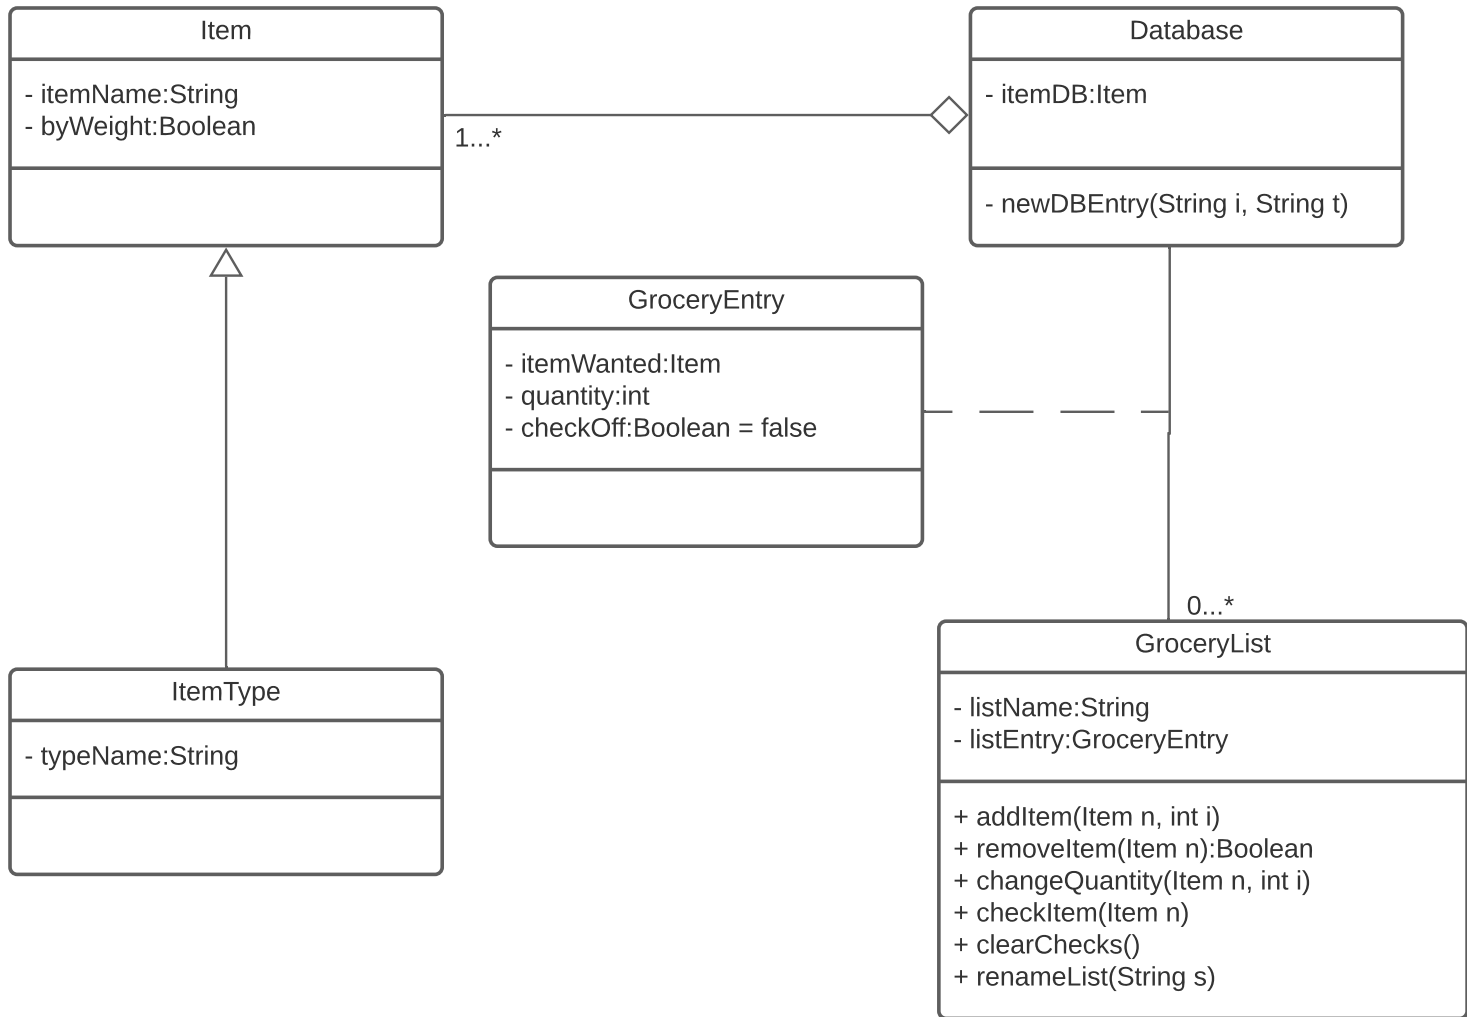 Item
- itemName:String
- byWeight:Boolean
1...*
Database
- itemDB:Item
- newDBEntry(String i, String t)
GroceryEntry
- itemWanted:Item
- quantity:int
- checkOff:Boolean = false
ItemType
- typeName:String
0...*
GroceryList
- listName:String
- listEntry:GroceryEntry
+ addItem(Item n, int i)
+ removeItem(Item n):Boolean
+ changeQuantity(Item n, int i)
+ checkItem(Item n)
+ clearChecks()
+ renameList(String s)